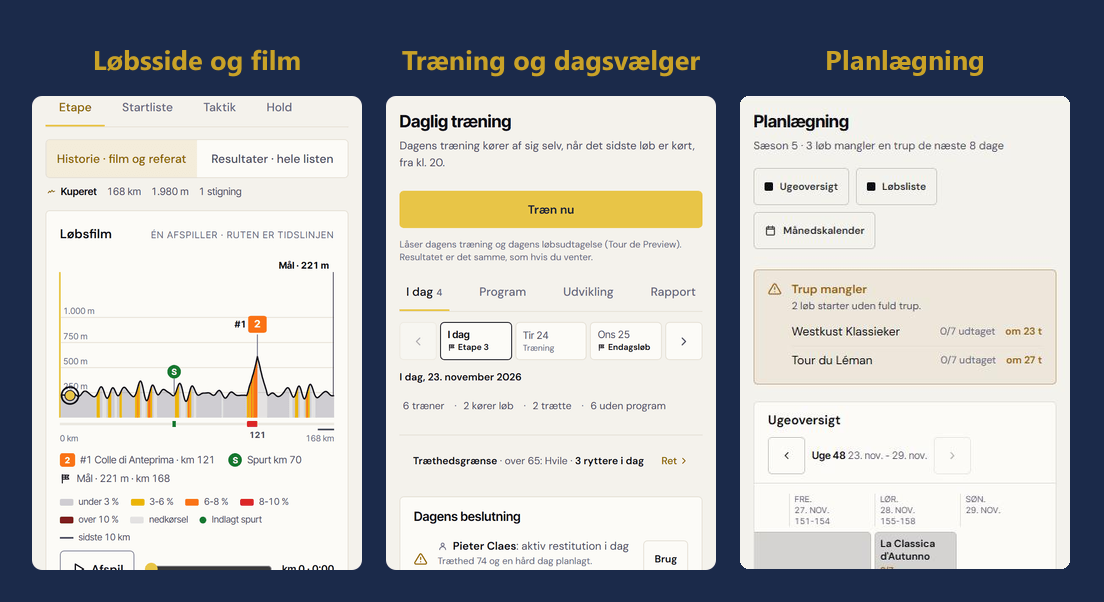 Løbsside og film
Etape Startliste Taktik Hold
Historie · film og referat Resultater · hele listen
Kuperet 168 km 1.980 m 1 stigning
Løbsfilm ÉN AFSPILLER · RUTEN ER TIDSLINJEN
Mål · 221 m
1.000 m
#1 2
750 m
500 m
S
250 m
0 km 121 168 km
2 #1 Colle di Anteprima · km 121 S Spurt km 70
Mål · 221 m · km 168
under 3 % 3-6 % 6-8 % 8-10 %
over 10 % nedkørsel Indlagt spurt
sidste 10 km
Afspil km 0 · 0:00
Træning og dagsvælger
Daglig træning
Dagens træning kører af sig selv, når det sidste løb er kørt,
fra kl. 20.
Træn nu
Låser dagens træning og dagens løbsudtagelse (Tour de Preview).
Resultatet er det samme, som hvis du venter.
I dag 4 Program Udvikling Rapport
I dag Tir 24 Ons 25
Etape 3 Træning Endagsløb
I dag, 23. november 2026
6 træner · 2 kører løb · 2 trætte · 6 uden program
Træthedsgrænse · over 65: Hvile · 3 ryttere i dag Ret
Dagens beslutning
Pieter Claes: aktiv restitution i dag
Træthed 74 og en hård dag planlagt.
Brug
Planlægning
Planlægning
Sæson 5 · 3 løb mangler en trup de næste 8 dage
Ugeoversigt Løbsliste
Månedskalender
Trup mangler
2 løb starter uden fuld trup.
Westkust Klassieker 0/7 udtaget om 23 t
Tour du Léman 0/7 udtaget om 27 t
Ugeoversigt
Uge 48 23. nov. - 29. nov.
FRE. LØR. SØN.
27. NOV. 28. NOV. 29. NOV.
151-154 155-158
La Classica
d'Autunno